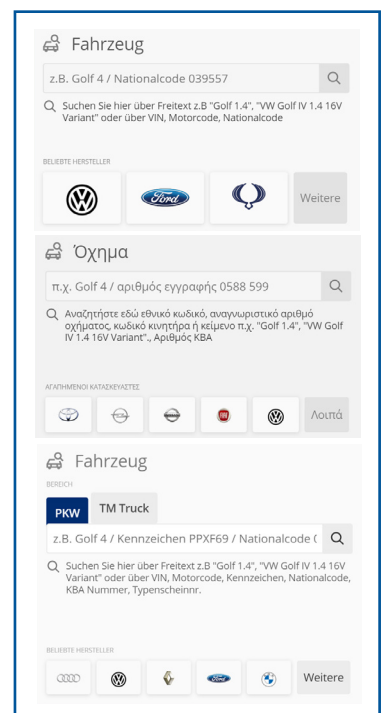 Fahrzeug
z.B. Golf 4 / Nationalcode 039557
Suchen Sie hier über Freitext z.B "Golf 1.4", "VW Golf IV 1.4 16V
Variant" oder über VIN, Motorcode, Nationalcode
BELIEBTE HERSTELLER
Ford
Weitere
Όχημα
π.χ. Golf 4 / αριθμός εγγραφής 0588 599
Αναζητήστε εδώ εθνικό κωδικό, αναγνωριστικό αριθμό
οχήματος, κωδικό κινητήρα ή κείμενο π.χ. "Golf 1.4", "VW Golf
IV 1.4 16V Variant"., Αριθμός KBA
ΑΓΑΠΗΜΕΝΟΙ ΚΑΤΑΣΚΕΥΑΣΤΕΣ
Λοιπά
Fahrzeug
BEREICH
PKW TM Truck
z.B. Golf 4 / Kennzeichen PPXF69 / Nationalcode (
Suchen Sie hier über Freitext z.B "Golf 1.4", "VW Golf IV 1.4 16V
Variant" oder über VIN, Motorcode, Kennzeichen, Nationalcode,
KBA Nummer, Typenscheinnr.
BELIEBTE HERSTELLER
Ford Weitere